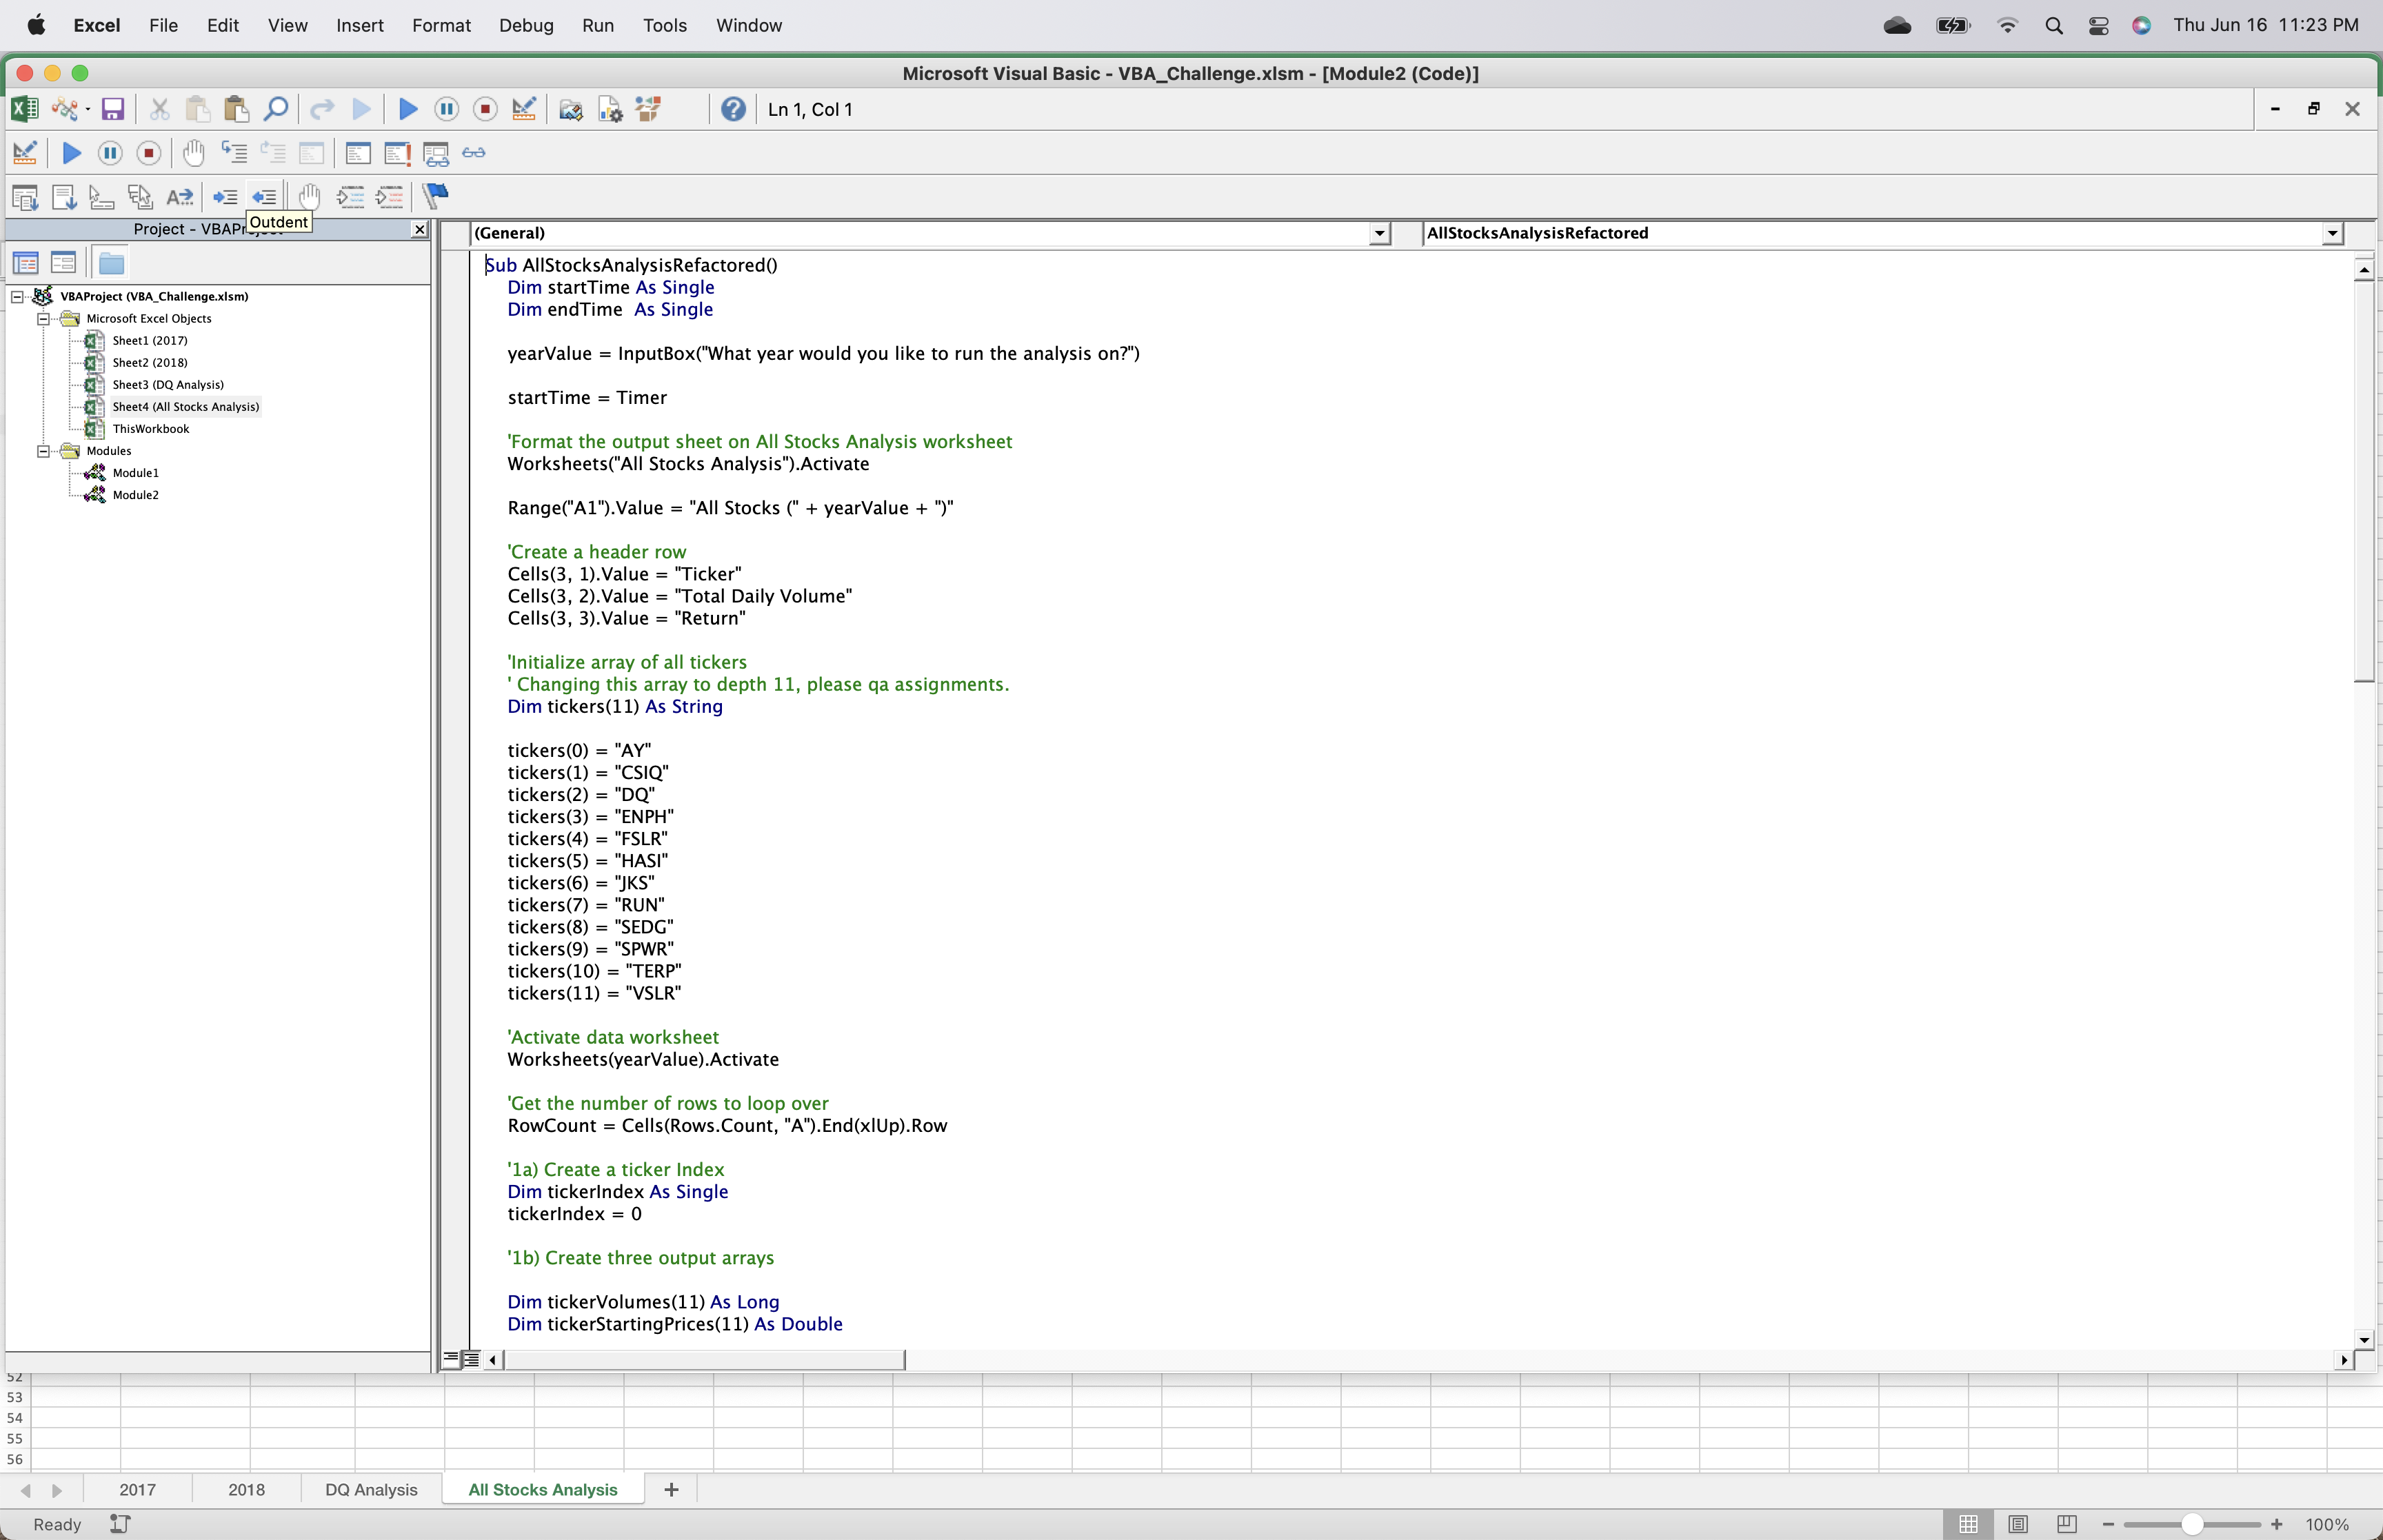 Excel File Edit View Insert Format Debug Run Tools Window Thu Jun 16 11:23 PM
Microsoft Visual Basic - VBA_Challenge.xlsm - [Module2 (Code)]
Ln 1, Col 1
Outdent
Project - VBAPr
(General) AllStocksAnalysisRefactored
VBAProject (VBA_Challenge.xlsm)
Microsoft Excel Objects
Sheet1 (2017)
Sheet2 (2018)
Sheet3 (DQ Analysis)
Sheet4 (All Stocks Analysis)
ThisWorkbook
Modules
Module1
Module2
Sub AllStocksAnalysisRefactored()
Dim startTime As Single
Dim endTime  As Single
yearValue = InputBox("What year would you like to run the analysis on?")
startTime = Timer
'Format the output sheet on All Stocks Analysis worksheet
Worksheets("All Stocks Analysis").Activate
Range("A1").Value = "All Stocks (" + yearValue + ")"
'Create a header row
Cells(3, 1).Value = "Ticker"
Cells(3, 2).Value = "Total Daily Volume"
Cells(3, 3).Value = "Return"
'Initialize array of all tickers
' Changing this array to depth 11, please qa assignments.
Dim tickers(11) As String
tickers(0) = "AY"
tickers(1) = "CSIQ"
tickers(2) = "DQ"
tickers(3) = "ENPH"
tickers(4) = "FSLR"
tickers(5) = "HASI"
tickers(6) = "JKS"
tickers(7) = "RUN"
tickers(8) = "SEDG"
tickers(9) = "SPWR"
tickers(10) = "TERP"
tickers(11) = "VSLR"
'Activate data worksheet
Worksheets(yearValue).Activate
'Get the number of rows to loop over
RowCount = Cells(Rows.Count, "A").End(xlUp).Row
'1a) Create a ticker Index
Dim tickerIndex As Single
tickerIndex = 0
'1b) Create three output arrays
Dim tickerVolumes(11) As Long
Dim tickerStartingPrices(11) As Double
52
53
54
55
56
2017 2018 DQ Analysis All Stocks Analysis +
Ready 100%